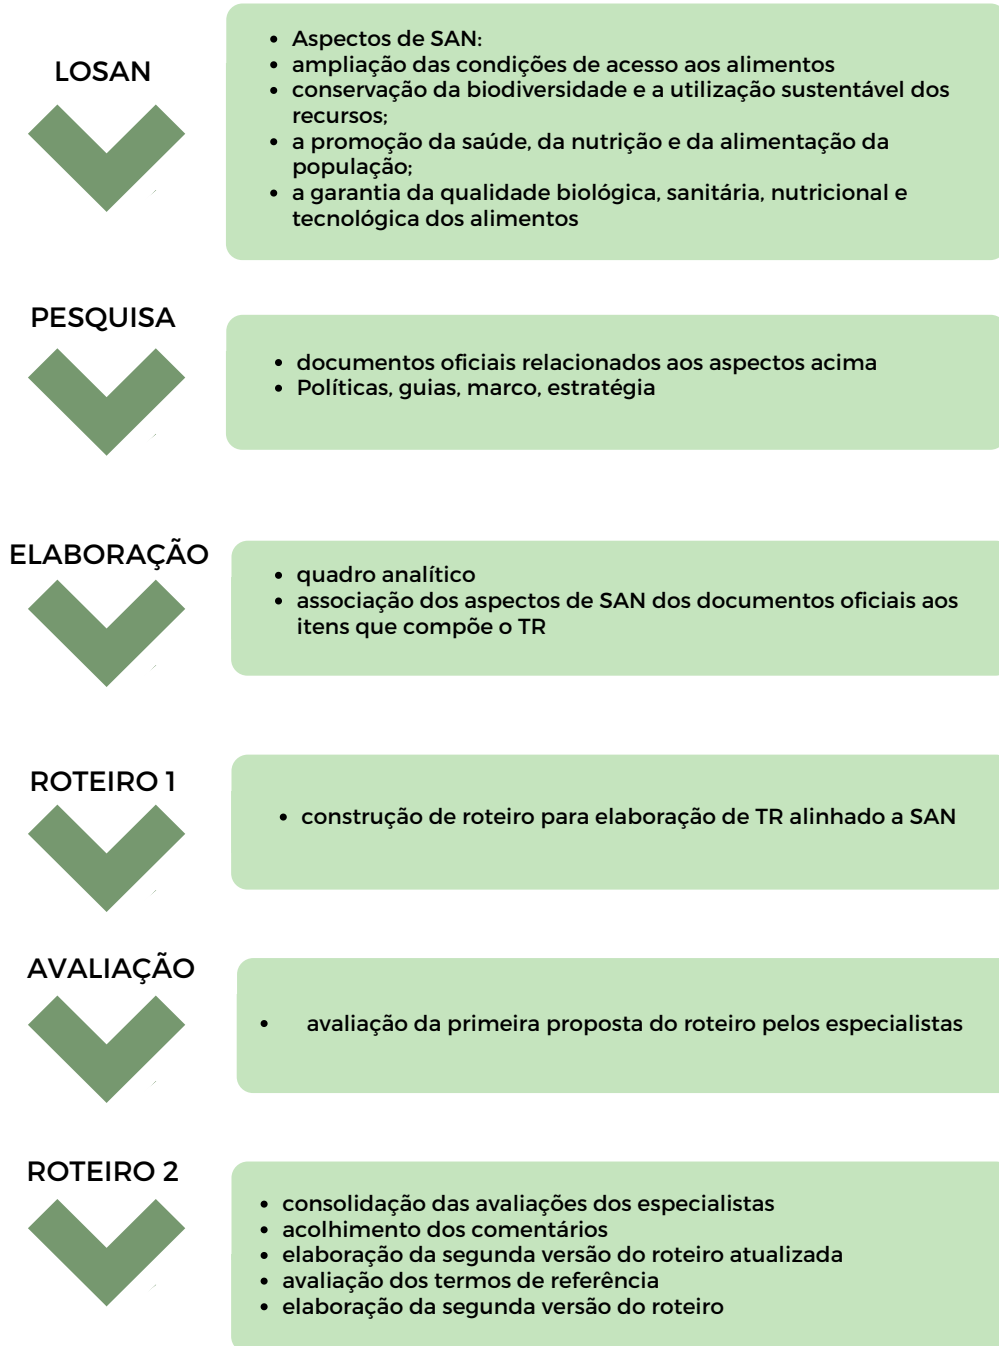 LOSAN
• Aspectos de SAN:
• ampliação das condições de acesso aos alimentos
• conservação da biodiversidade e a utilização sustentável dos
recursos;
• a promoção da saúde, da nutrição e da alimentação da
população;
• a garantia da qualidade biológica, sanitária, nutricional e
tecnológica dos alimentos
PESQUISA
• documentos oficiais relacionados aos aspectos acima
• Políticas, guias, marco, estratégia
ELABORAÇÃO
• quadro analítico
• associação dos aspectos de SAN dos documentos oficiais aos
itens que compõe o TR
ROTEIRO 1
• construção de roteiro para elaboração de TR alinhado a SAN
AVALIAÇÃO
• avaliação da primeira proposta do roteiro pelos especialistas
ROTEIRO 2
• consolidação das avaliações dos especialistas
• acolhimento dos comentários
• elaboração da segunda versão do roteiro atualizada
• avaliação dos termos de referência
• elaboração da segunda versão do roteiro